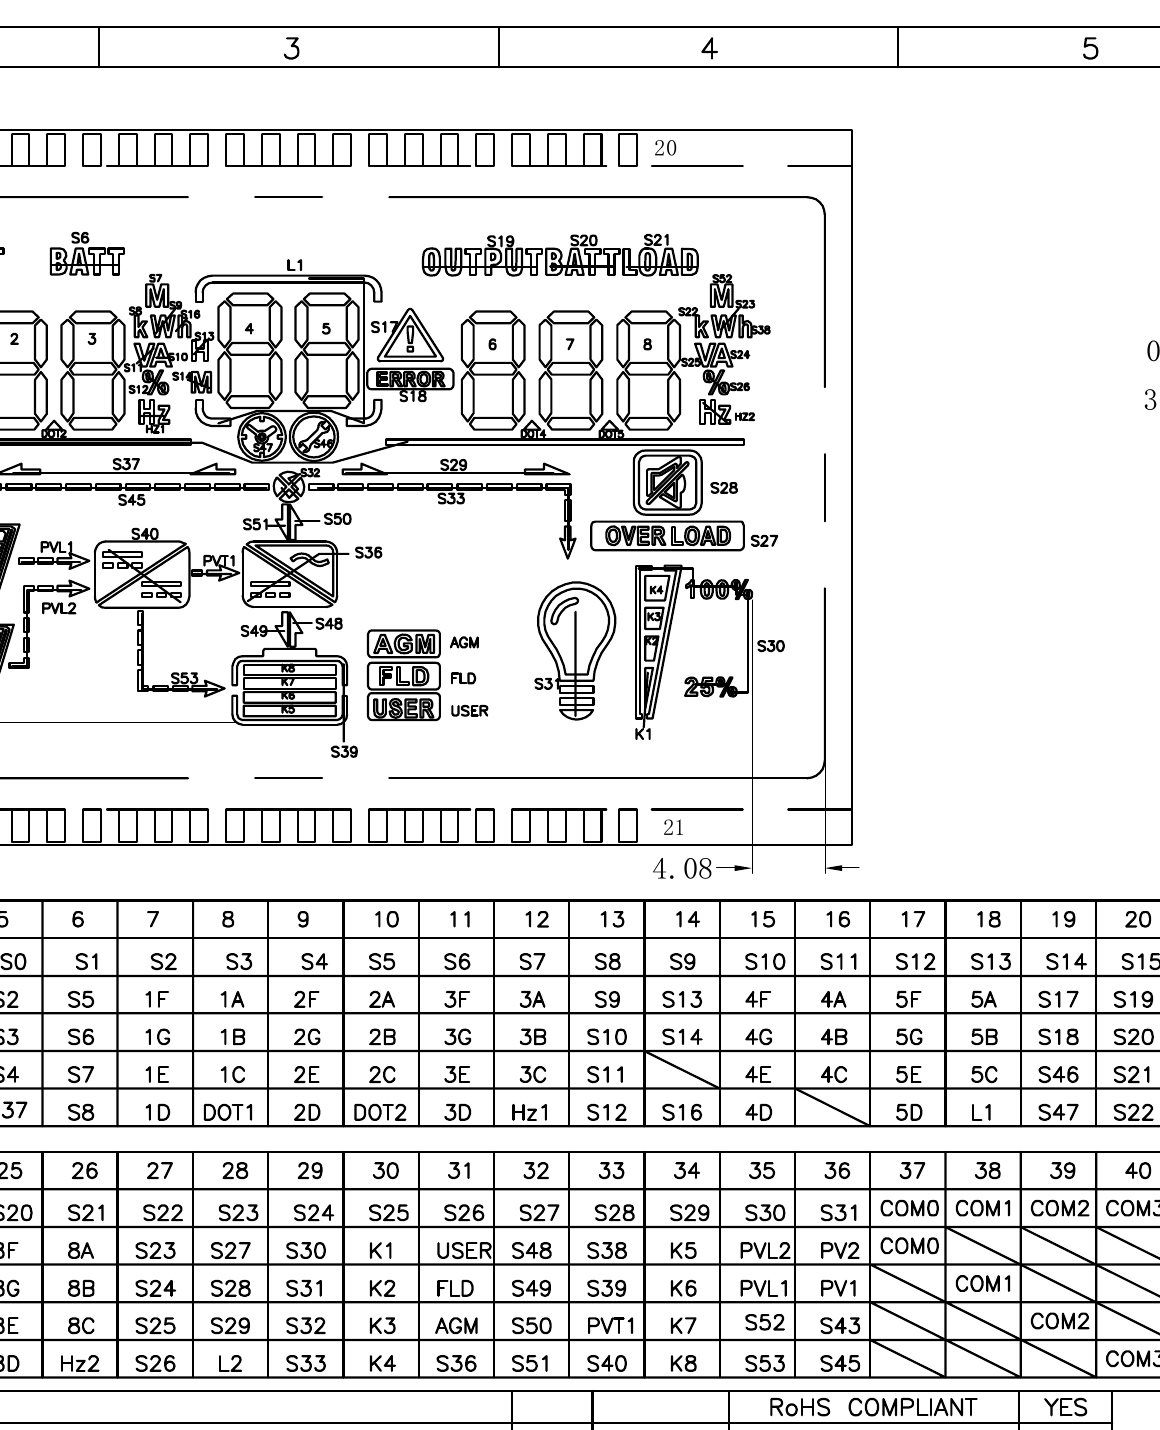 3 4 5
20
S6 S19 S20 S21
BATT OUTPUT BATT LOAD
L1
S7 S52
M M
S8 S9 S16 S17 S22 S23
kWh kWh S38
2 3 4 5 6 7 8 0
S13 H
VA S10 S25 VA S24
S11
S12 % S14 M ERROR % S26 3
S18
Hz Hz HZ2
HZ1
DOT2 S47 S46 DOT4 DOT5
S37 S32 S29
S45 S33 S28
S51 S50
S40 OVER LOAD S27
PVL1 PVT1 S36
K4 100%
PVL2
K3
S49 S48
K2 S30
AGM AGM
K8
S53 K7 FLD FLD S31 25%
K6
K5 USER USER
K1
S39
21
4.08
5 6 7 8 9 10 11 12 13 14 15 16 17 18 19 20
S0 S1 S2 S3 S4 S5 S6 S7 S8 S9 S10 S11 S12 S13 S14 S15
S2 S5 1F 1A 2F 2A 3F 3A S9 S13 4F 4A 5F 5A S17 S19
S3 S6 1G 1B 2G 2B 3G 3B S10 S14 4G 4B 5G 5B S18 S20
S4 S7 1E 1C 2E 2C 3E 3C S11 4E 4C 5E 5C S46 S21
37 S8 1D DOT1 2D DOT2 3D Hz1 S12 S16 4D 5D L1 S47 S22
25 26 27 28 29 30 31 32 33 34 35 36 37 38 39 40
S20 S21 S22 S23 S24 S25 S26 S27 S28 S29 S30 S31 COM0 COM1 COM2 COM3
8F 8A S23 S27 S30 K1 USER S48 S38 K5 PVL2 PV2 COM0
8G 8B S24 S28 S31 K2 FLD S49 S39 K6 PVL1 PV1 COM1
8E 8C S25 S29 S32 K3 AGM S50 PVT1 K7 S52 S43 COM2
8D Hz2 S26 L2 S33 K4 S36 S51 S40 K8 S53 S45 COM3
RoHS COMPLIANT YES